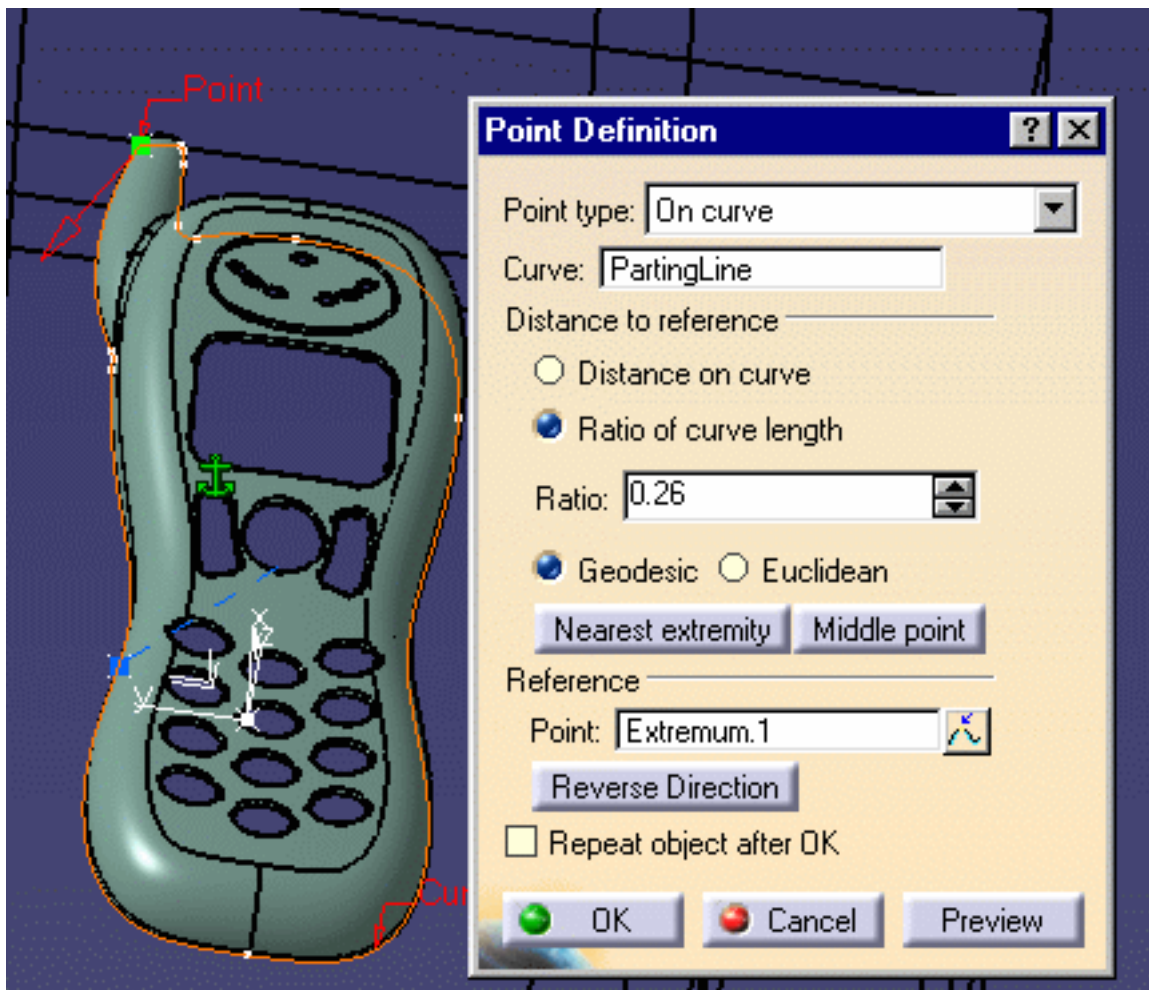 Point
Point Definition
Point type: On curve
Curve: PartingLine
Distance to reference
Distance on curve
Ratio of curve length
Ratio: 0.26
Geodesic Euclidean
Nearest extremity Middle point
Reference
Point: Extremum.1
Reverse Direction
Repeat object after OK
OK Cancel Preview